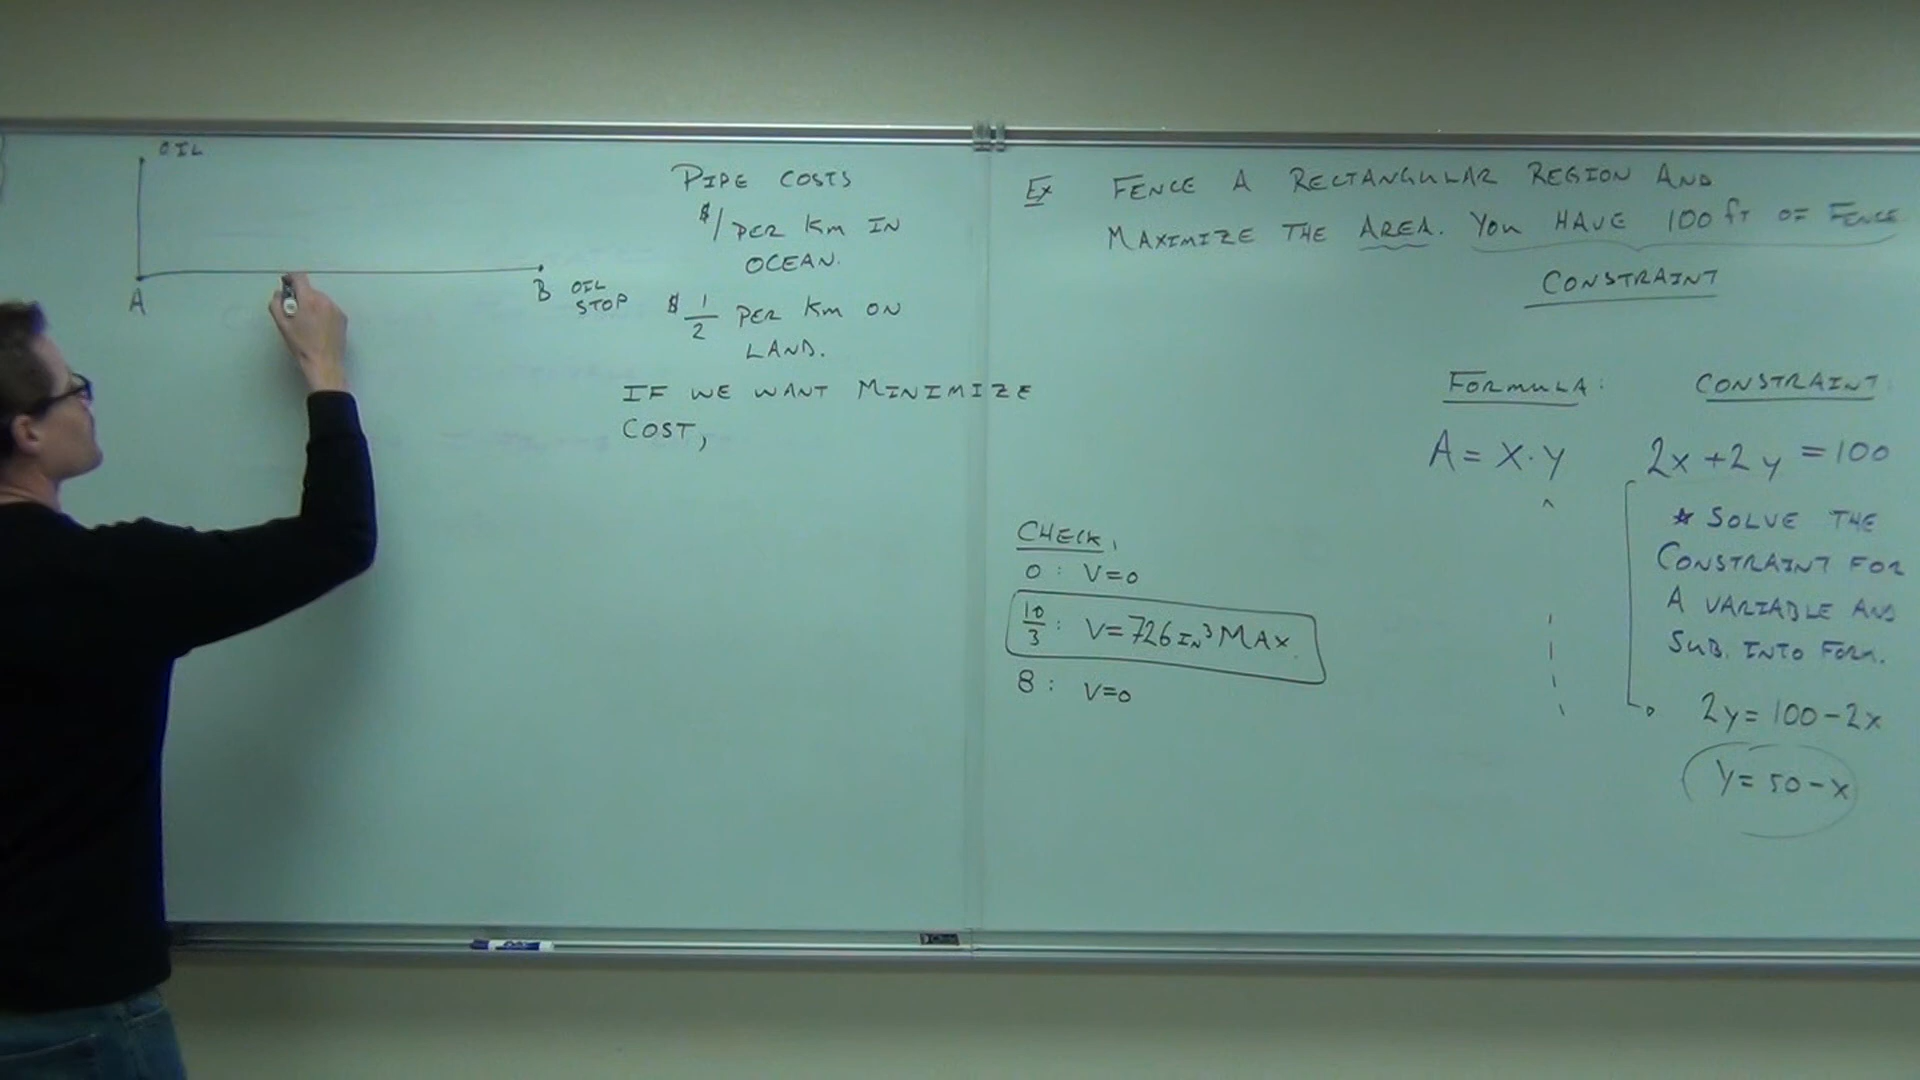 OIL
A
B OIL
STOP
PIPE COSTS
$1 PER KM IN
OCEAN.
$ 1/2 PER KM ON
LAND.
IF WE WANT MINIMIZE
COST,
Ex FENCE A RECTANGULAR REGION AND
MAXIMIZE THE AREA. YOU HAVE 100 ft OF FENCE
CONSTRAINT
FORMULA: CONSTRAINT:
A = X · Y 2x + 2y = 100
* SOLVE THE
CONSTRAINT FOR
A VARIABLE AND
SUB. INTO FORM.
2y = 100 - 2x
y = 50 - x
CHECK:
0 : V=0
10/3 : V=726 IN³ MAX.
8 : V=0